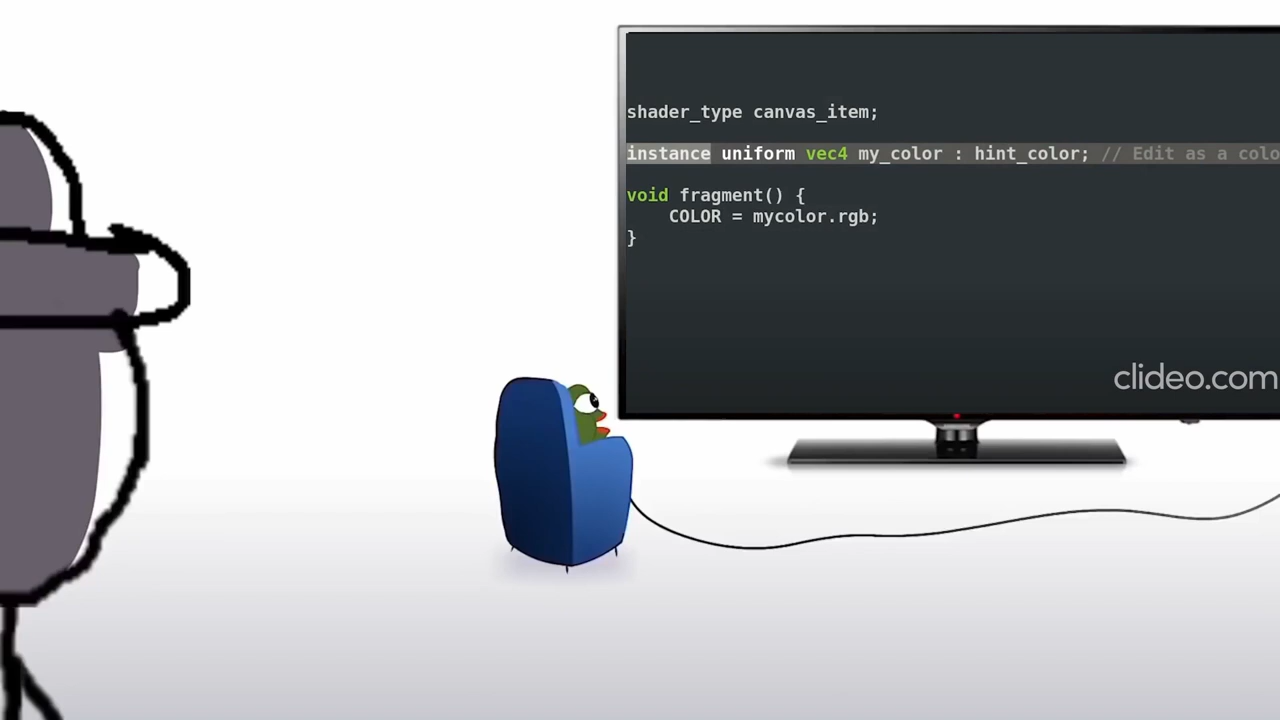 shader_type canvas_item;
instance uniform vec4 my_color : hint_color; // Edit as a colo
void fragment() {
COLOR = mycolor.rgb;
}
clideo.com